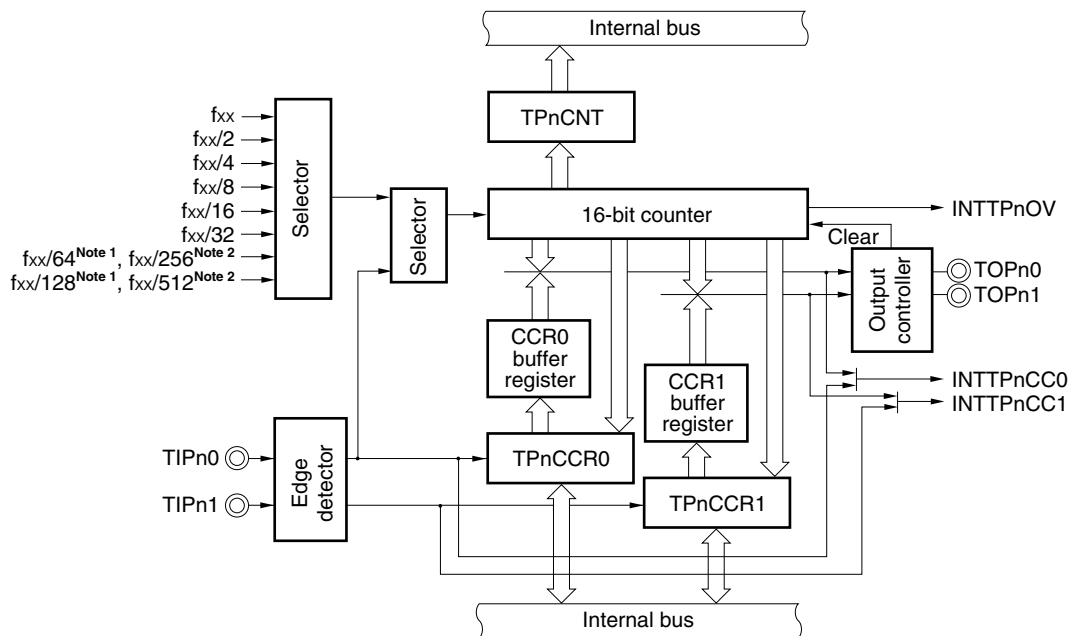 Internal bus
TPnCNT
fxx
fxx/2
fxx/4
fxx/8
fxx/16
fxx/32
fxx/64Note 1, fxx/256Note 2
fxx/128Note 1, fxx/512Note 2
Selector
Selector
16-bit counter
INTTPnOV
Clear
Output
controller
TOPn0
TOPn1
CCR0
buffer
register
CCR1
buffer
register
INTTPnCC0
INTTPnCC1
TIPn0
TIPn1
Edge
detector
TPnCCR0
TPnCCR1
Internal bus